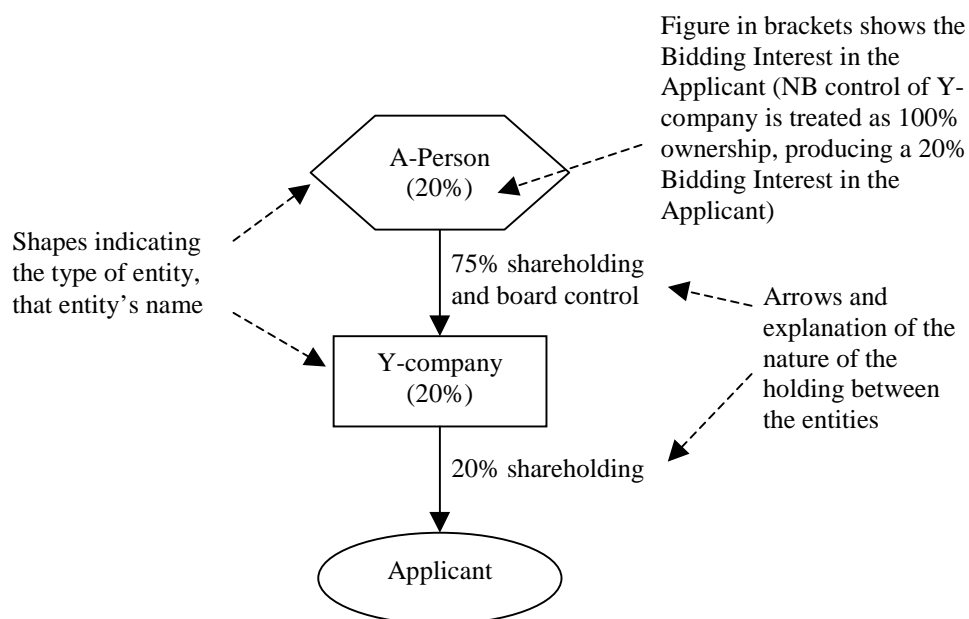 Figure in brackets shows the
Bidding Interest in the
Applicant (NB control of Y-
company is treated as 100%
ownership, producing a 20%
Bidding Interest in the
Applicant)
A-Person
(20%)
Shapes indicating
the type of entity,
that entity’s name
75% shareholding
and board control
Arrows and
explanation of the
nature of the
holding between
the entities
Y-company
(20%)
20% shareholding
Applicant